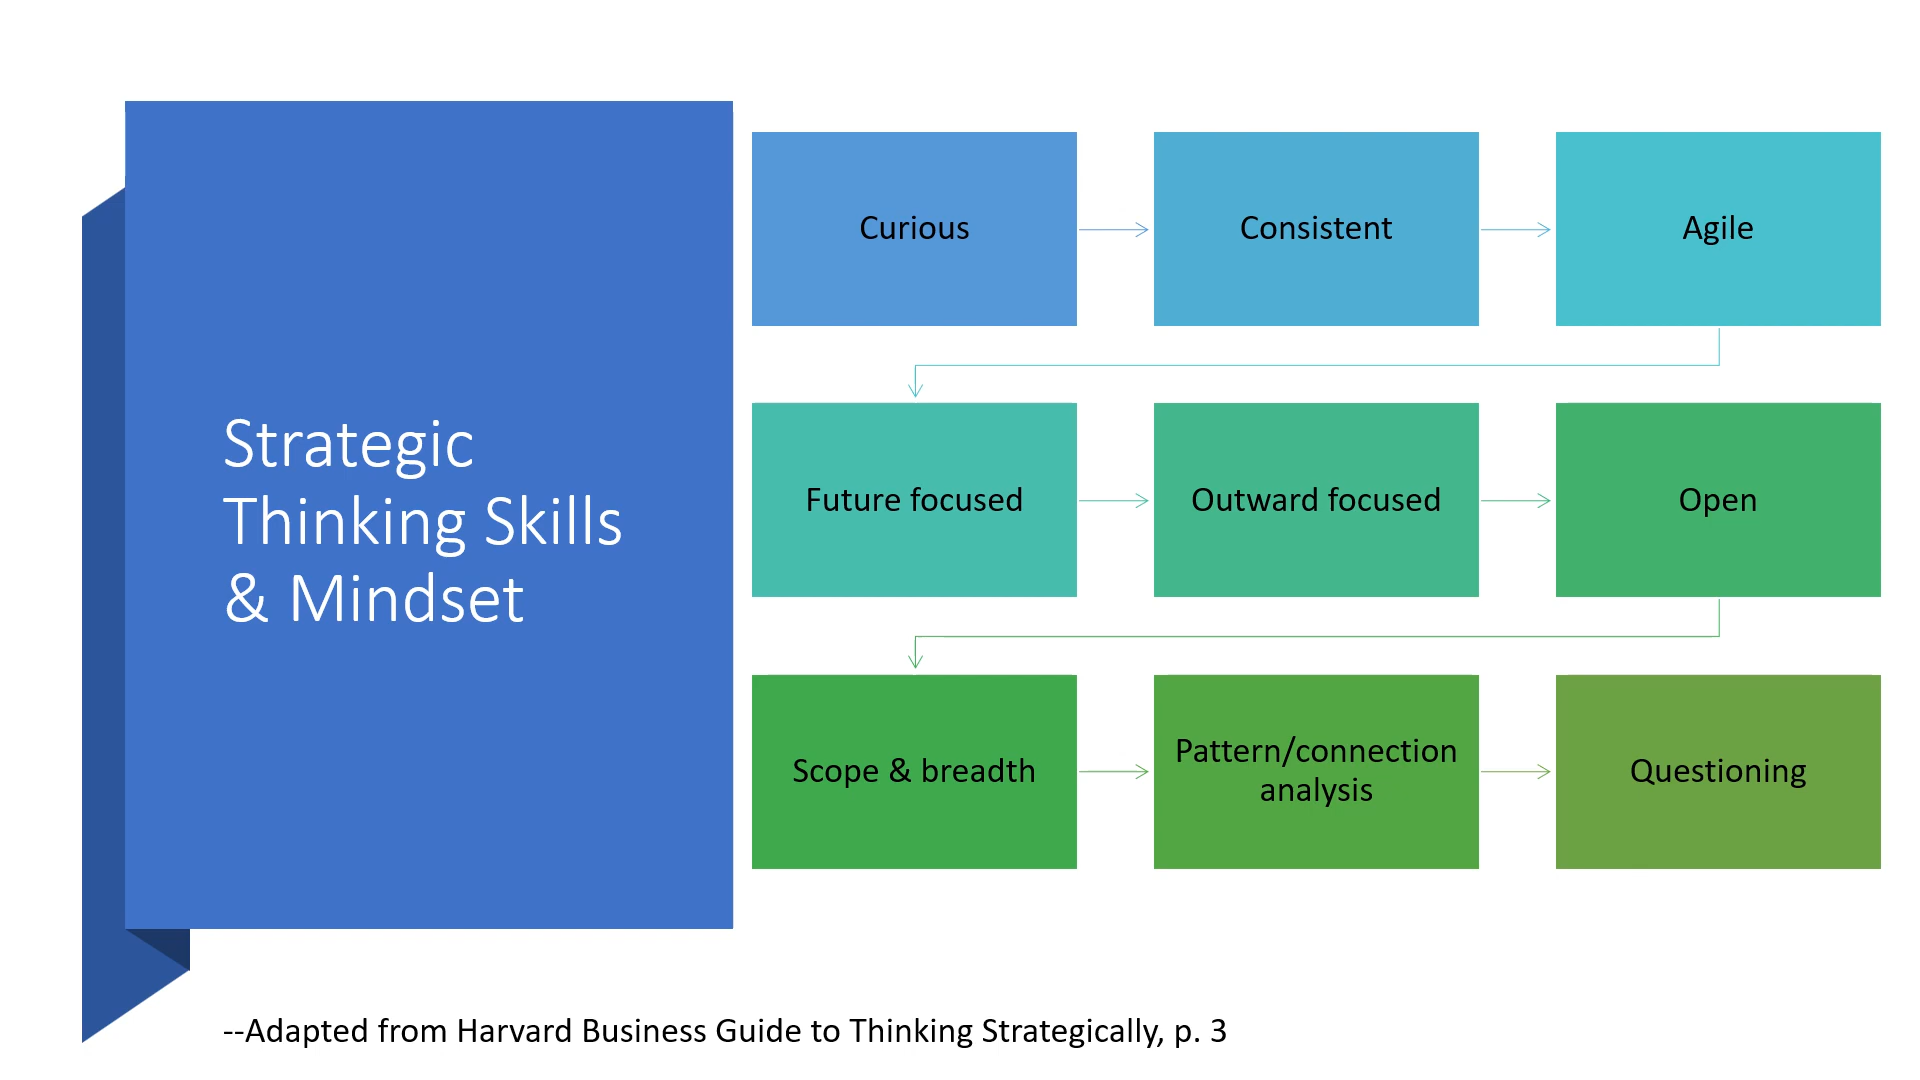 Strategic
Thinking Skills
& Mindset
Curious
Consistent
Agile
Future focused
Outward focused
Open
Scope & breadth
Pattern/connection
analysis
Questioning
--Adapted from Harvard Business Guide to Thinking Strategically, p. 3